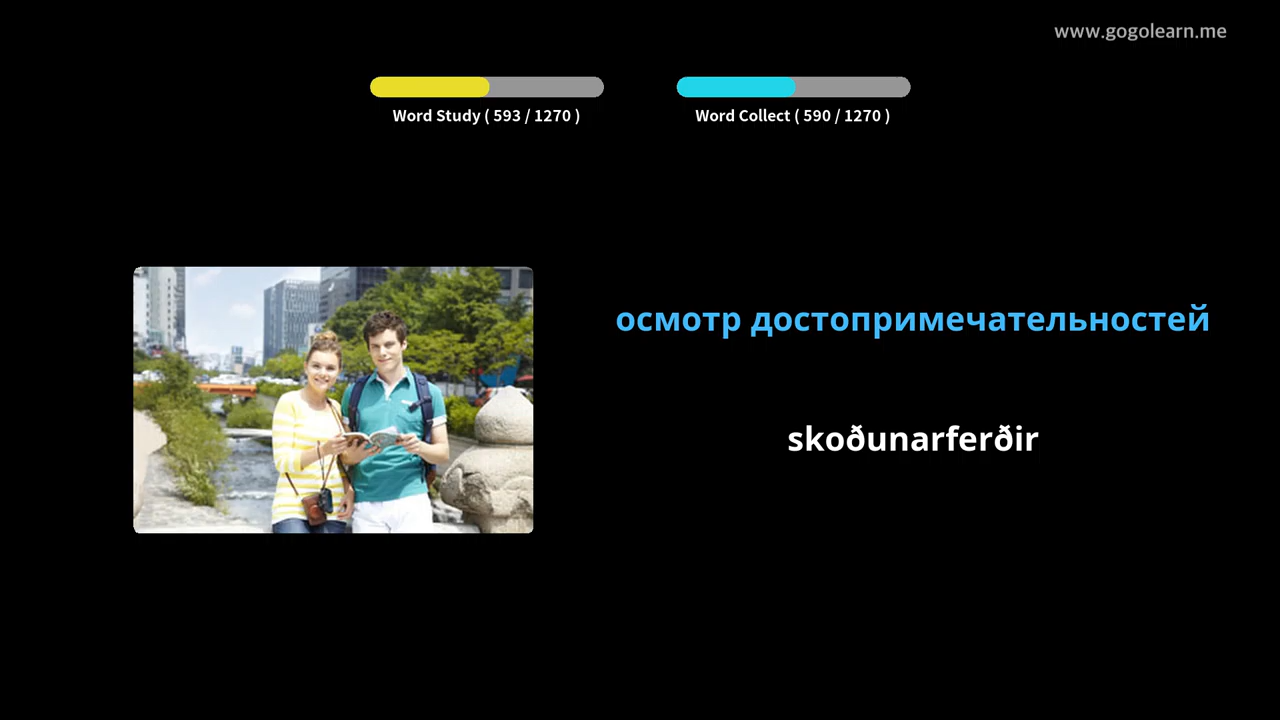 www.gogolearn.me
Word Study ( 593 / 1270 )
Word Collect ( 590 / 1270 )
осмотр достопримечательностей
skoðunarferðir